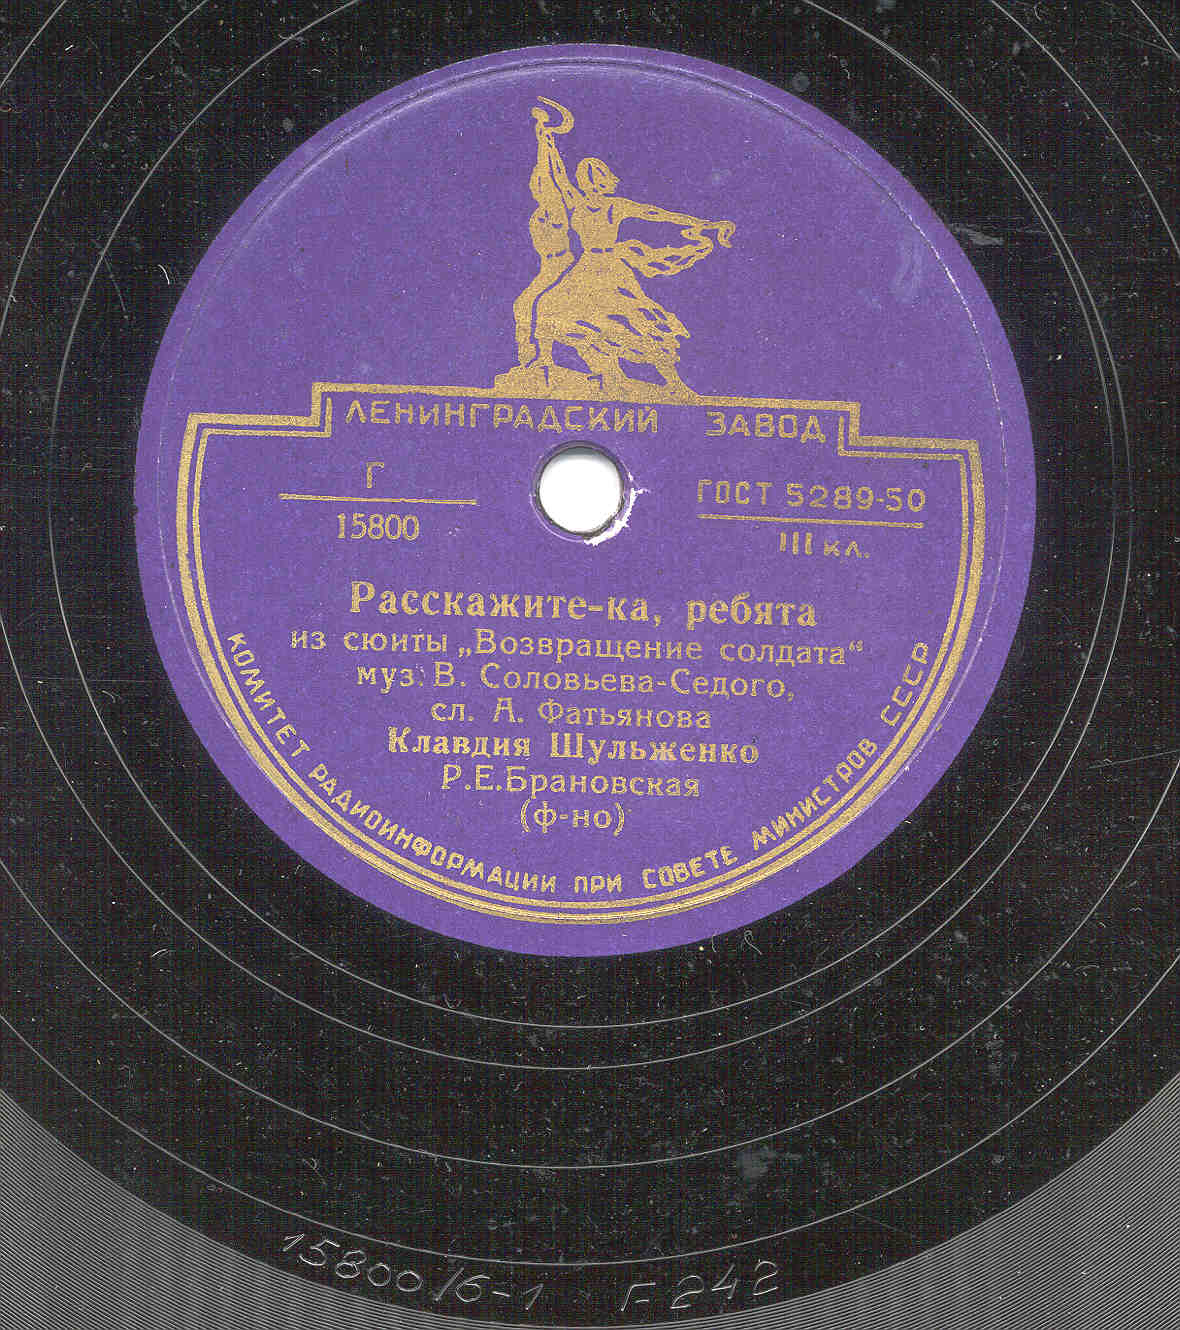 ЛЕНИНГРАДСКИЙ ЗАВОД
Г
15800
ГОСТ 5289-50
III кл.
Расскажите-ка, ребята
из сюиты „Возвращение солдата“
муз. В. Соловьева-Седого,
сл. А. Фатьянова
Клавдия Шульженко
Р.Е.Брановская
(ф-но)
КОМИТЕТ РАДИОИНФОРМАЦИИ ПРИ СОВЕТЕ МИНИСТРОВ СССР
15800/6-1 Г-242